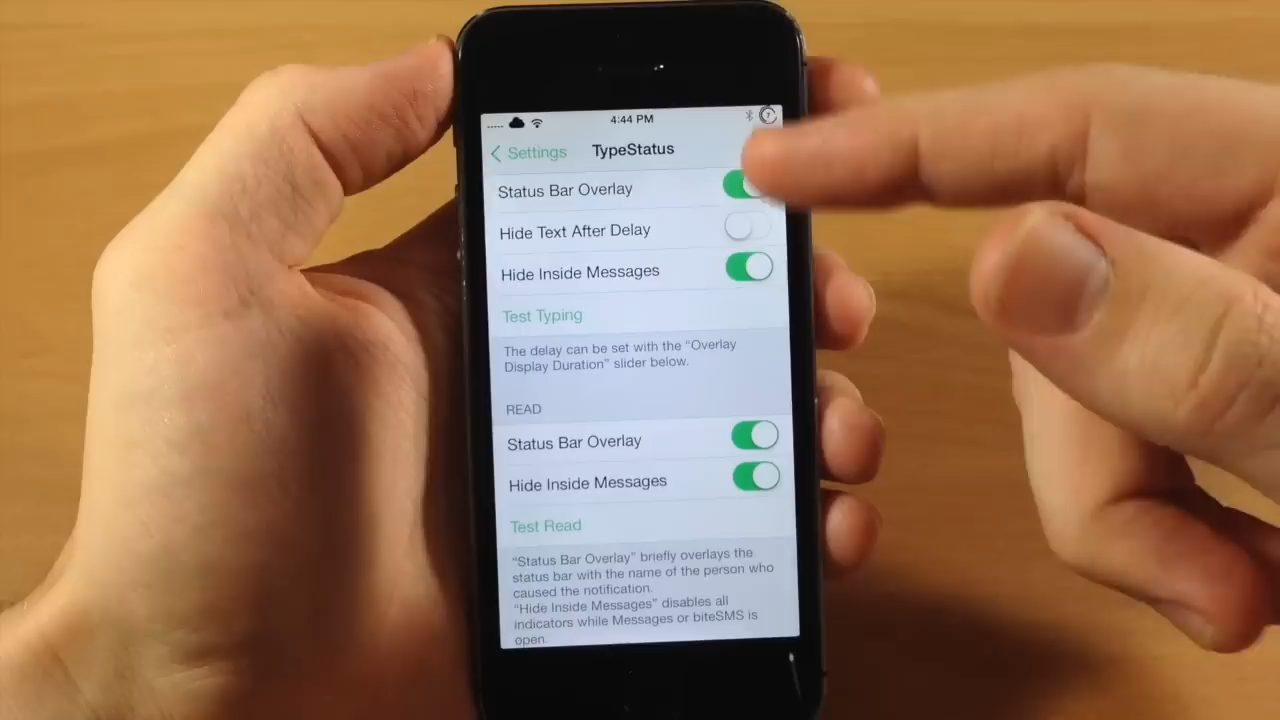 4:44 PM
7
Settings
TypeStatus
Status Bar Overlay
Hide Text After Delay
Hide Inside Messages
Test Typing
The delay can be set with the “Overlay
Display Duration” slider below.
READ
Status Bar Overlay
Hide Inside Messages
Test Read
“Status Bar Overlay” briefly overlays the
status bar with the name of the person who
caused the notification.
“Hide Inside Messages” disables all
indicators while Messages or biteSMS is
open.